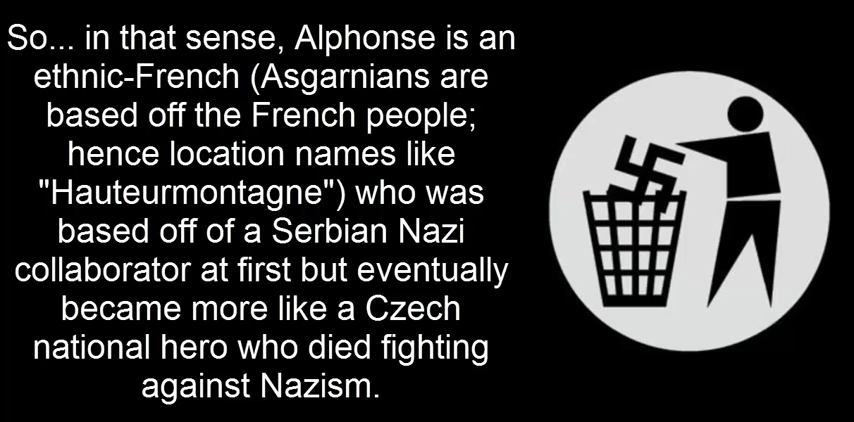 So... in that sense, Alphonse is an
ethnic-French (Asgarnians are
based off the French people;
hence location names like
"Hauteurmontagne") who was
based off of a Serbian Nazi
collaborator at first but eventually
became more like a Czech
national hero who died fighting
against Nazism.